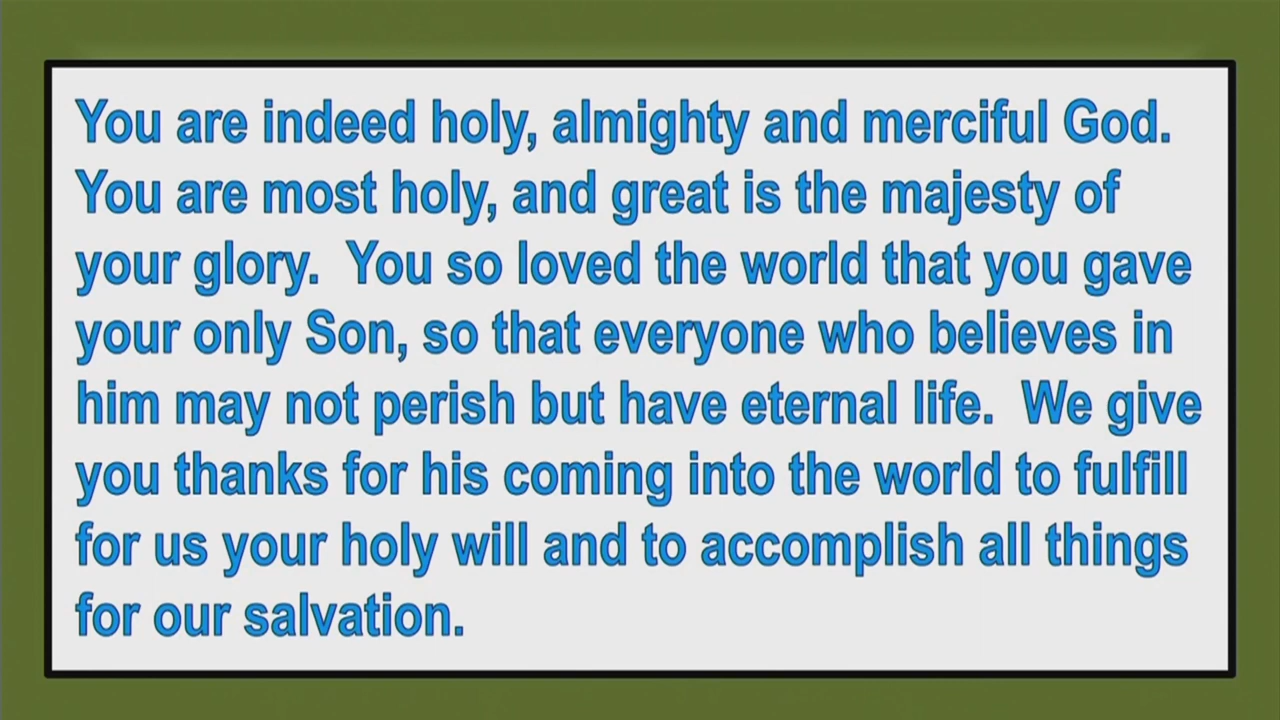 You are indeed holy, almighty and merciful God.
You are most holy, and great is the majesty of
your glory.  You so loved the world that you gave
your only Son, so that everyone who believes in
him may not perish but have eternal life.  We give
you thanks for his coming into the world to fulfill
for us your holy will and to accomplish all things
for our salvation.